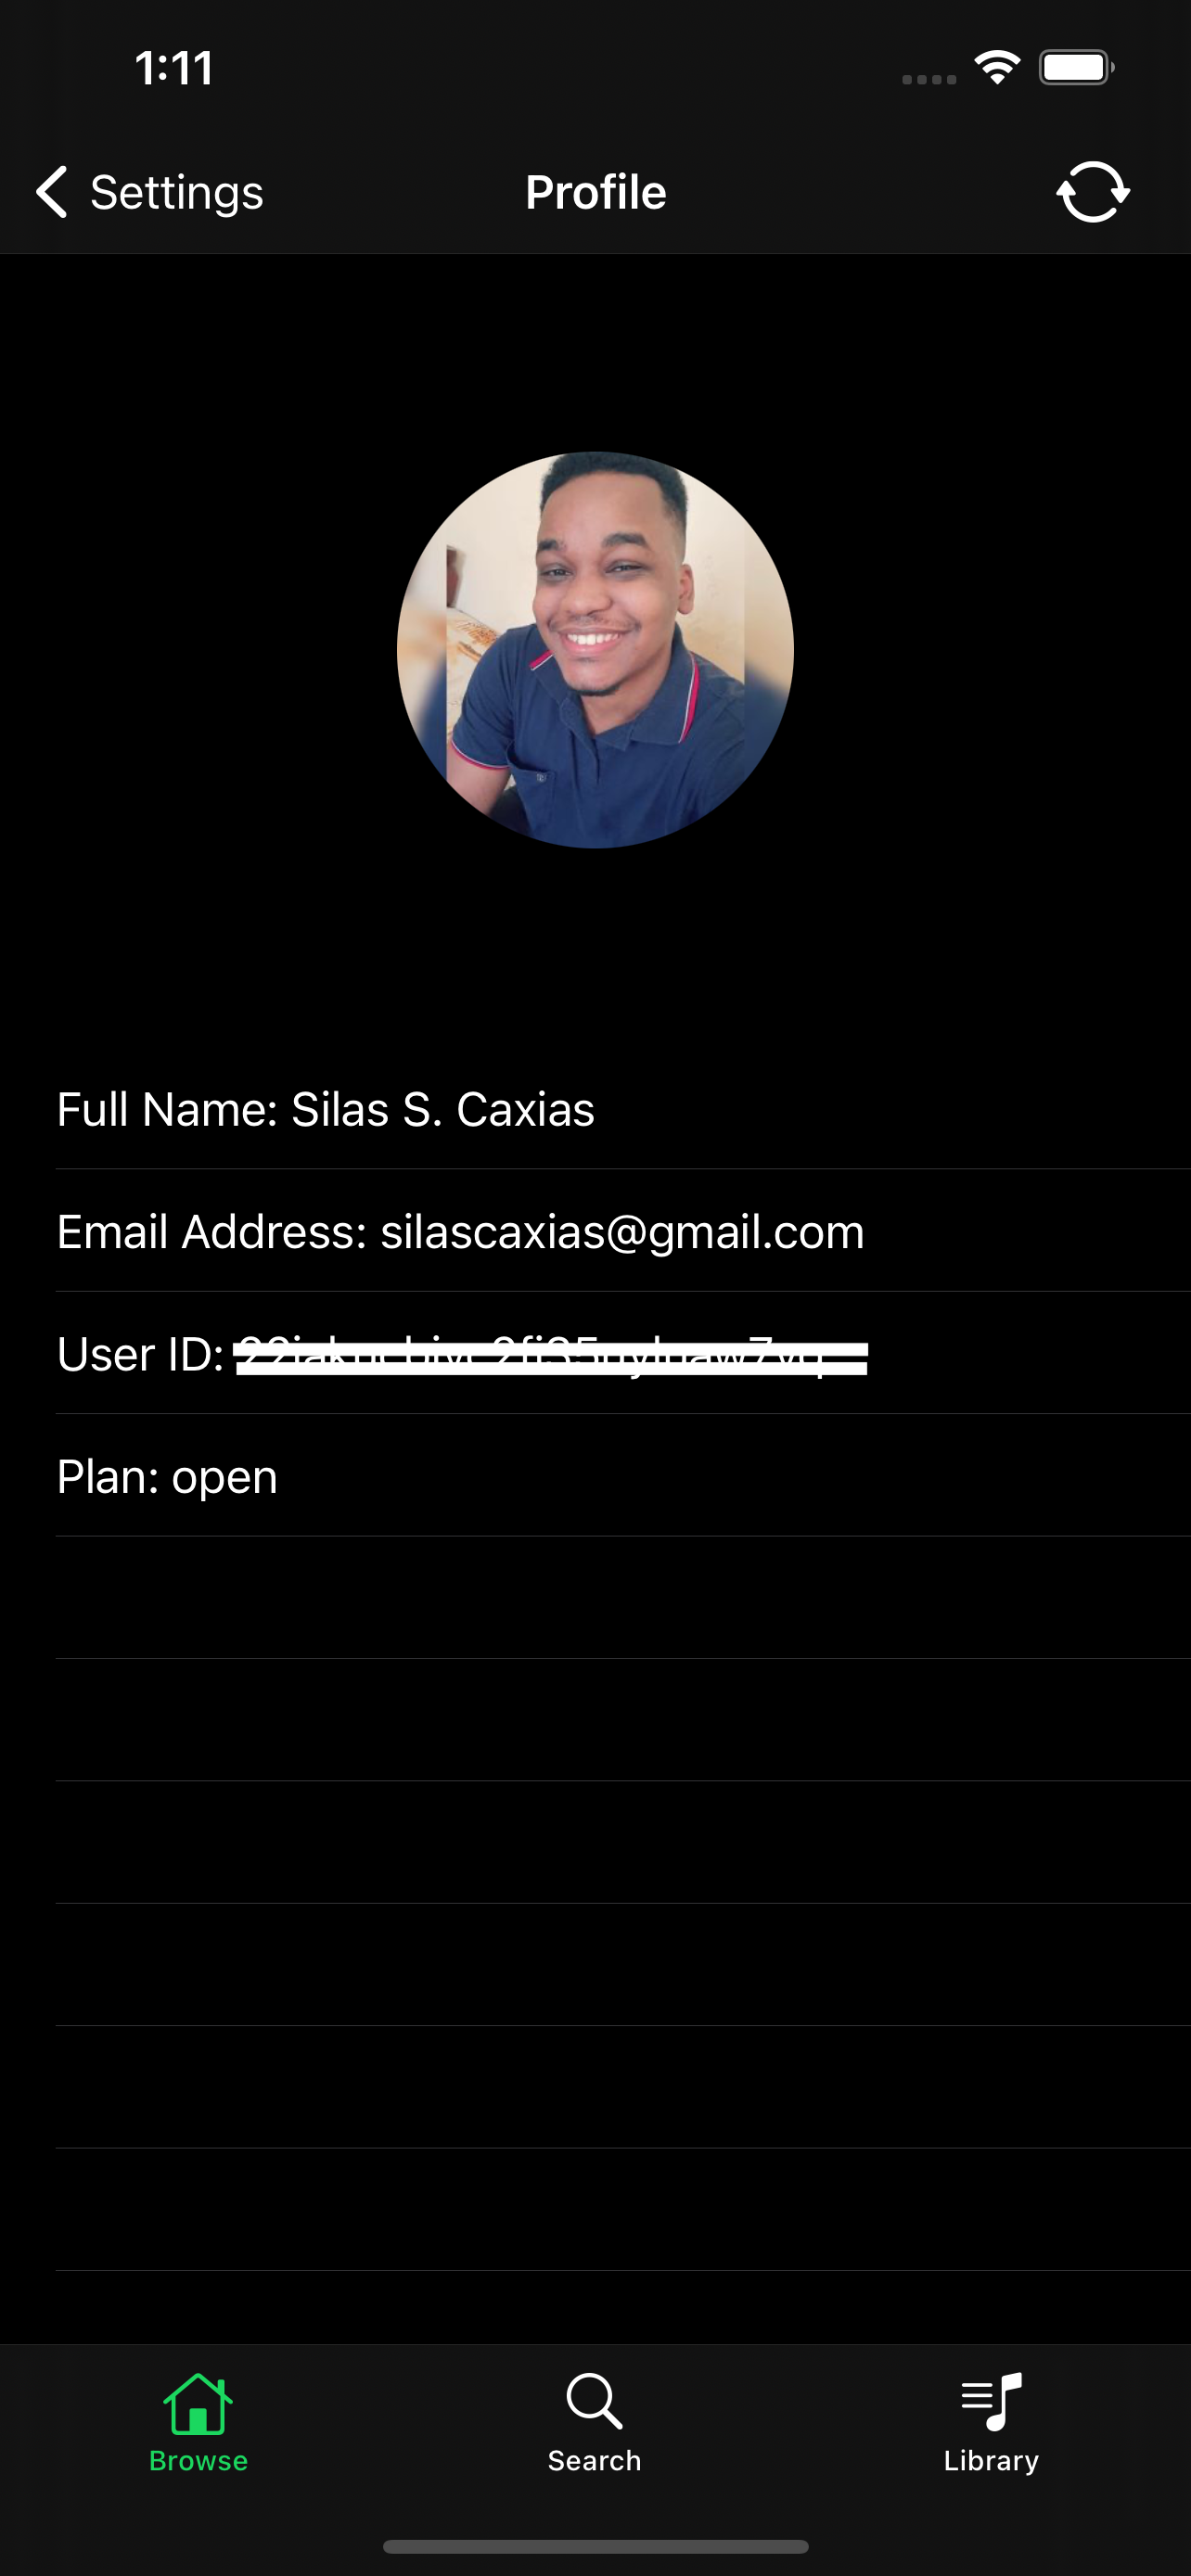 1:11
Settings
Profile
Full Name: Silas S. Caxias
Email Address: silascaxias@gmail.com
User ID:
Plan: open
Browse
Search
Library